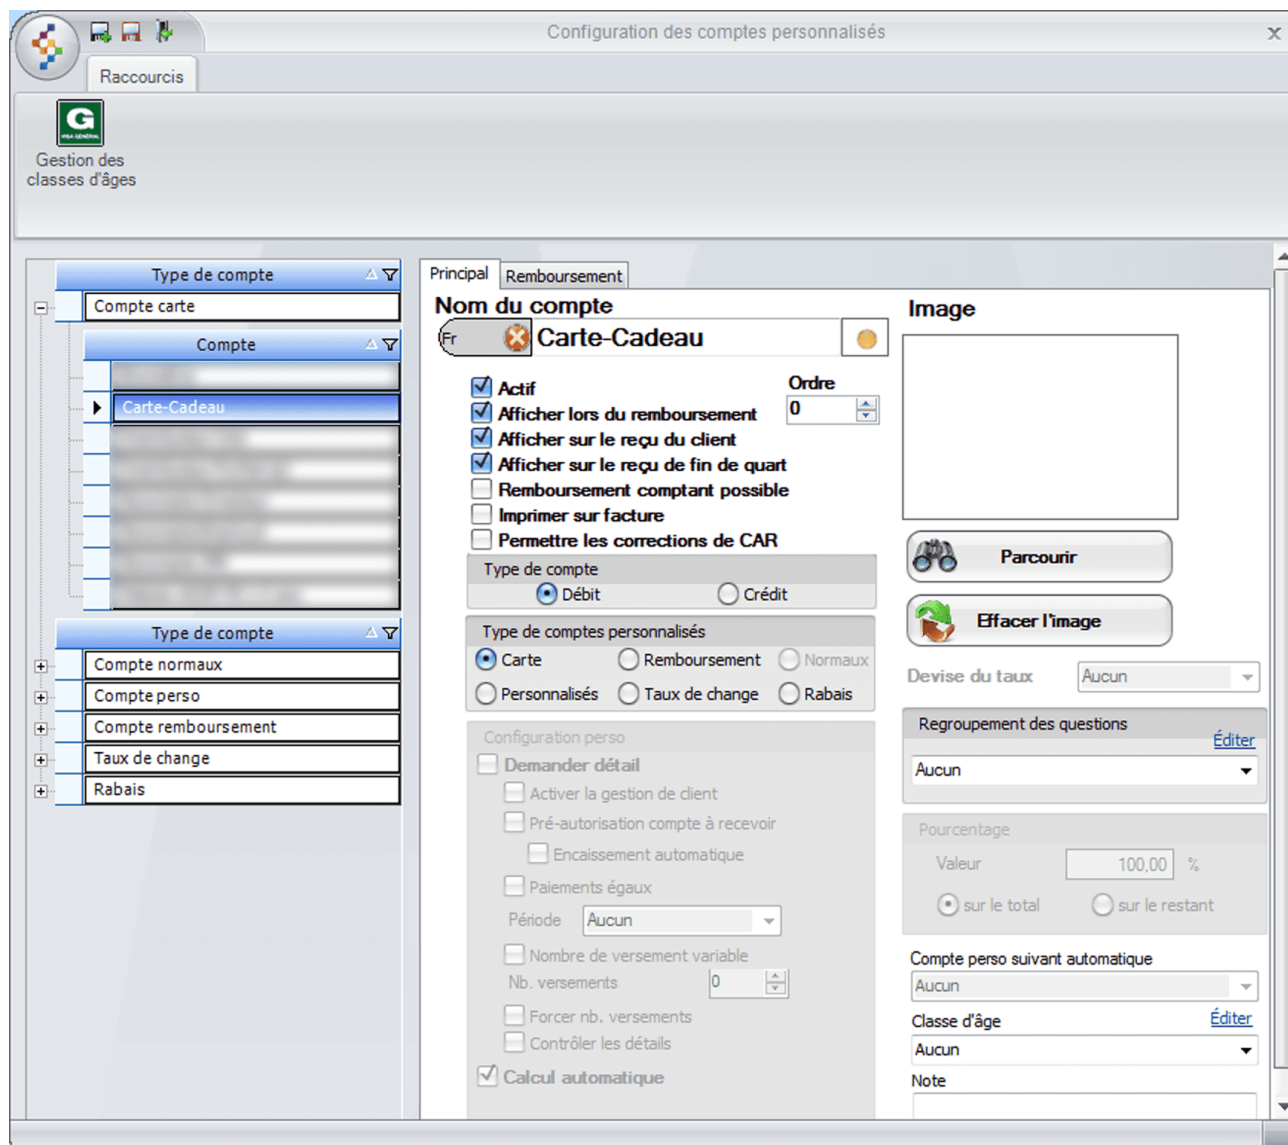 Configuration des comptes personnalisés
x
Raccourcis
G
VISA GENERAL
Gestion des
classes d'âges
Type de compte
Compte carte
Compte
Carte-Cadeau
Type de compte
Compte normaux
Compte perso
Compte remboursement
Taux de change
Rabais
Principal
Remboursement
Nom du compte
Fr
Carte-Cadeau
Actif
Afficher lors du remboursement
Afficher sur le reçu du client
Afficher sur le reçu de fin de quart
Remboursement comptant possible
Imprimer sur facture
Permettre les corrections de CAR
Ordre
0
Type de compte
Débit
Crédit
Type de comptes personnalisés
Carte
Remboursement
Normaux
Personnalisés
Taux de change
Rabais
Configuration perso
Demander détail
Activer la gestion de client
Pré-autorisation compte à recevoir
Encaissement automatique
Paiements égaux
Période
Aucun
Nombre de versement variable
Nb. versements
0
Forcer nb. versements
Contrôler les détails
Calcul automatique
Image
Parcourir
Effacer l'image
Devise du taux
Aucun
Regroupement des questions
Éditer
Aucun
Pourcentage
Valeur
100,00 %
sur le total
sur le restant
Compte perso suivant automatique
Aucun
Classe d'âge
Éditer
Aucun
Note